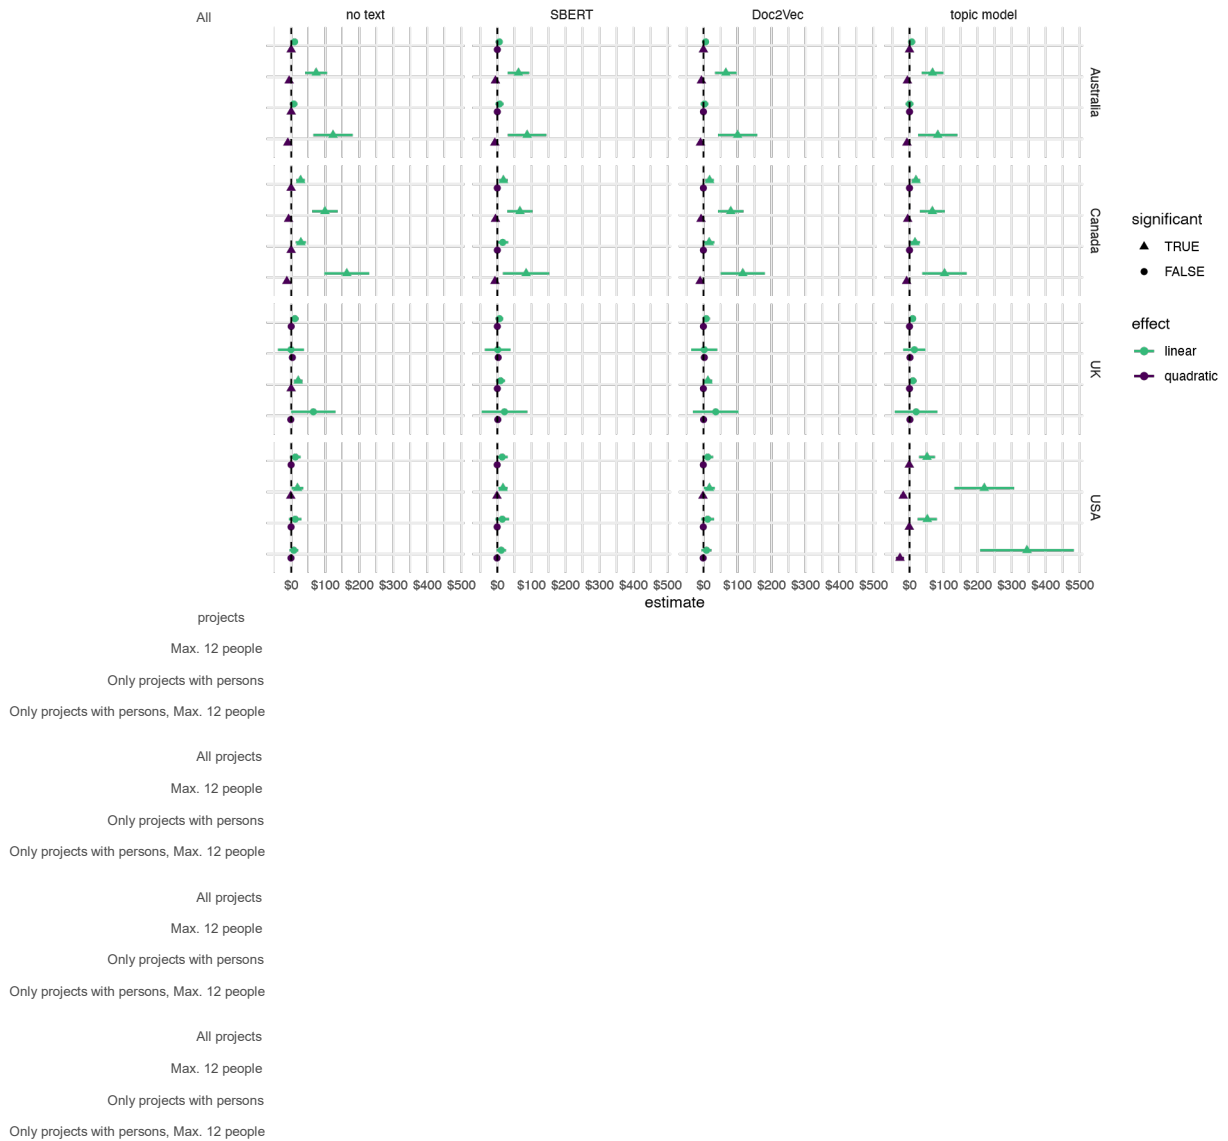 All
no text SBERT Doc2Vec topic model
Australia
Canada
UK
USA
significant
TRUE
FALSE
effect
linear
quadratic
$0 $100 $200 $300 $400 $500 $0 $100 $200 $300 $400 $500 $0 $100 $200 $300 $400 $500 $0 $100 $200 $300 $400 $500
estimate
projects
Max. 12 people
Only projects with persons
Only projects with persons, Max. 12 people
All projects
Max. 12 people
Only projects with persons
Only projects with persons, Max. 12 people
All projects
Max. 12 people
Only projects with persons
Only projects with persons, Max. 12 people
All projects
Max. 12 people
Only projects with persons
Only projects with persons, Max. 12 people